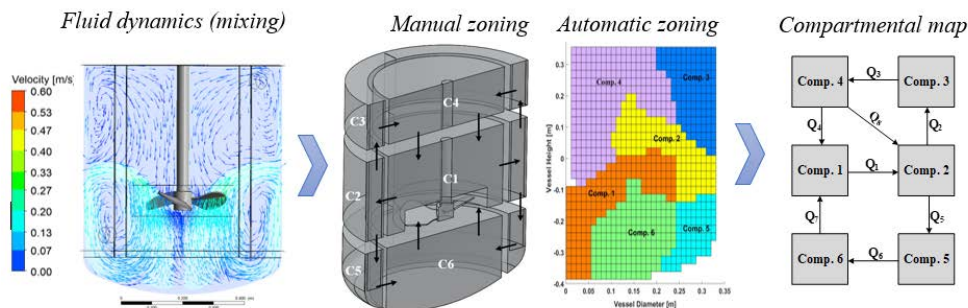 Fluid dynamics (mixing)
Manual zoning
Automatic zoning
Compartmental map
Velocity [m/s]
0.60
0.53
0.47
0.40
0.33
0.27
0.20
0.13
0.07
0.00
C4
C3
C1
C2
C5
C6
Vessel Height [m]
0.3
0.2
0.1
0
-0.1
-0.2
-0.3
-0.4
Comp. 4
Comp. 3
Comp. 2
Comp. 1
Comp. 6
Comp. 5
0 0.05 0.1 0.15 0.2 0.25 0.3 0.35
Vessel Diameter [m]
Comp. 4
Q3
Comp. 3
Q4
Q8
Q2
Comp. 1
Q1
Comp. 2
Q7
Q5
Comp. 6
Q6
Comp. 5